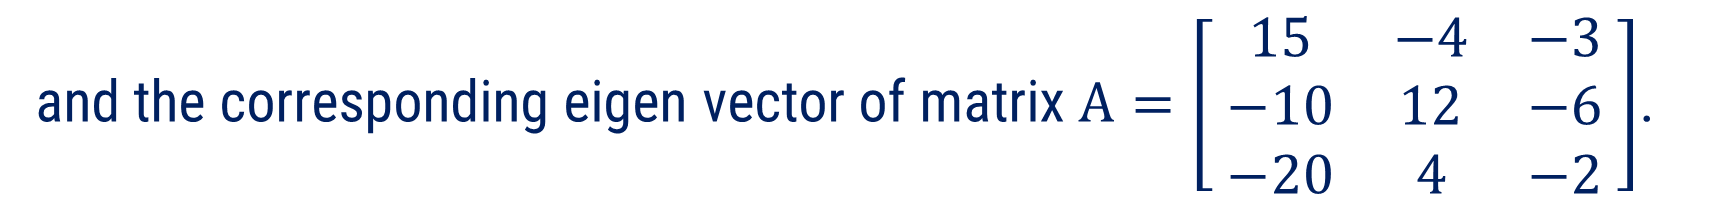 and the corresponding eigen vector of matrix A = [ 15 −4 −3
−10 12 −6
−20 4 −2 ].